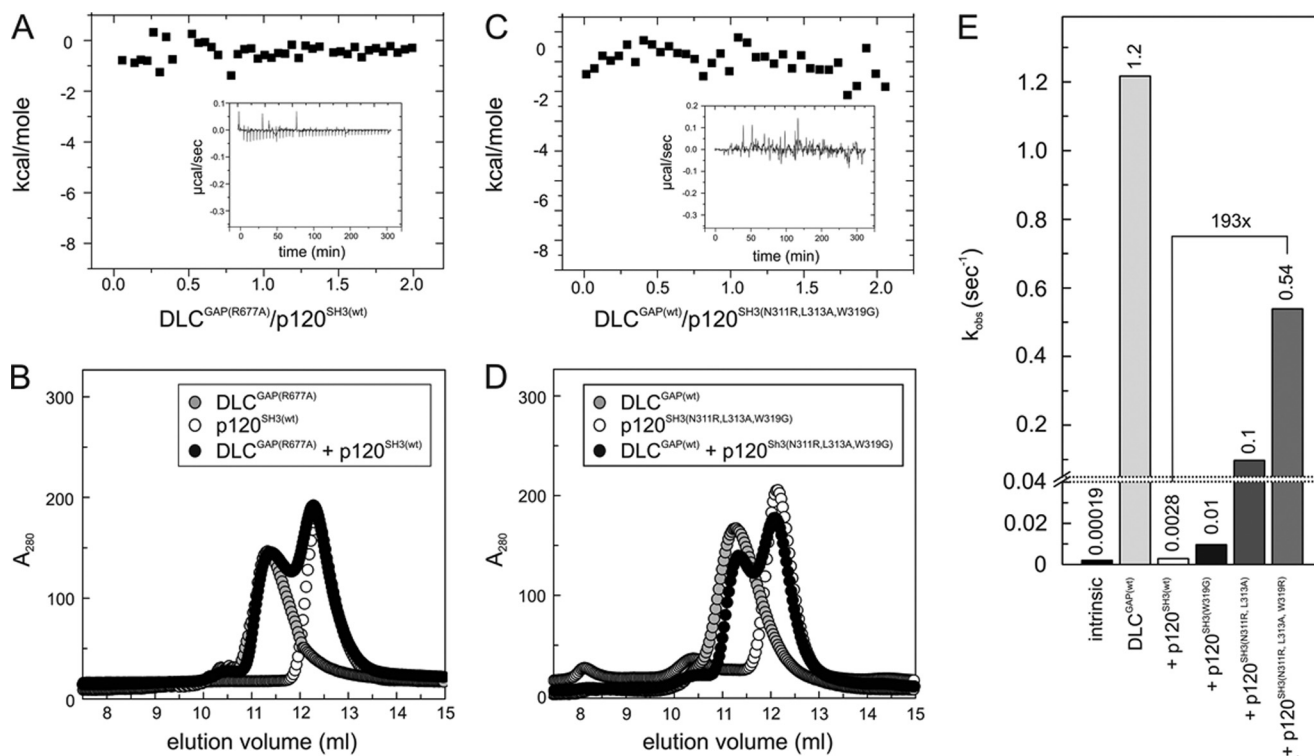 A
kcal/mole
0
-2
-4
-6
-8
0.0 0.5 1.0 1.5 2.0
DLC^GAP(R677A)/p120^SH3(wt)
μcal/sec
0.1
0.0
-0.1
-0.2
-0.3
0 50 100 150 200 300
time (min)
C
kcal/mole
0
-2
-4
-6
-8
0.0 0.5 1.0 1.5 2.0
DLC^GAP(wt)/p120^SH3(N311R,L313A,W319G)
μcal/sec
0.2
0.1
0.0
-0.1
-0.2
-0.3
0 50 100 150 200 300
time (min)
B
A280
300
200
100
0
DLC^GAP(R677A)
p120^SH3(wt)
DLC^GAP(R677A) + p120^SH3(wt)
8 9 10 11 12 13 14 15
elution volume (ml)
D
A280
300
200
100
0
DLC^GAP(wt)
p120^SH3(N311R,L313A,W319G)
DLC^GAP(wt) + p120^Sh3(N311R,L313A,W319G)
8 9 10 11 12 13 14 15
elution volume (ml)
E
kobs (sec-1)
1.2
1.0
0.8
0.6
0.4
0.2
0.04
0.02
0
0.00019
1.2
0.0028
0.01
0.1
0.54
193x
intrinsic
DLC^GAP(wt)
+ p120^SH3(wt)
+ p120^SH3(W319G)
+ p120^SH3(N311R, L313A)
+ p120^SH3(N311R, L313A, W319R)